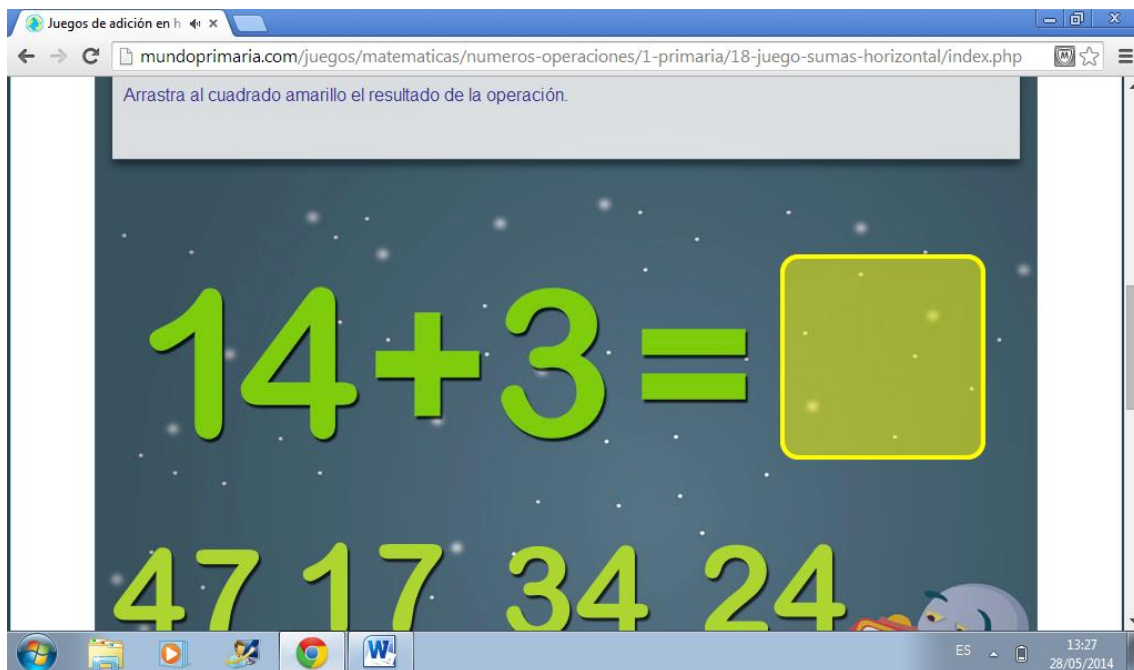 Juegos de adición en h
mundoprimaria.com/juegos/matematicas/numeros-operaciones/1-primaria/18-juego-sumas-horizontal/index.php
Arrastra al cuadrado amarillo el resultado de la operación.
14+3=
47 17 34 24
ES
13:27
28/05/2014